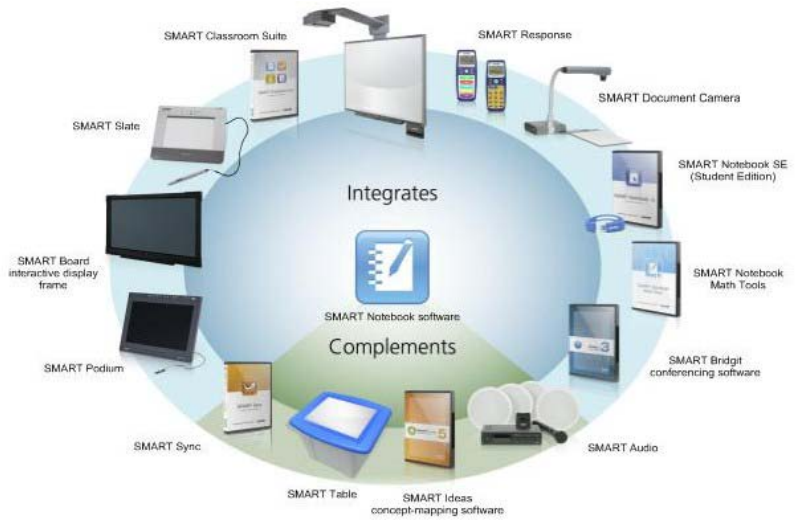 SMART Classroom Suite
SMART Response
SMART Document Camera
SMART Slate
SMART Notebook SE
(Student Edition)
Integrates
SMART Board
interactive display
frame
SMART Notebook
Math Tools
SMART Notebook software
Complements
SMART Podium
SMART Bridgit
conferencing software
3
5
SMART Sync
SMART Audio
SMART Table
SMART Ideas
concept-mapping software